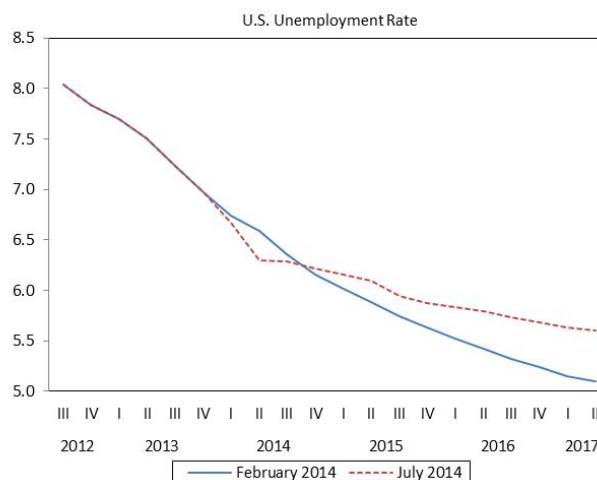 U.S. Unemployment Rate
8.5
8.0
7.5
7.0
6.5
6.0
5.5
5.0
III IV I II III IV I II III IV I II III IV I II III IV I II
2012 2013 2014 2015 2016 2017
February 2014 July 2014